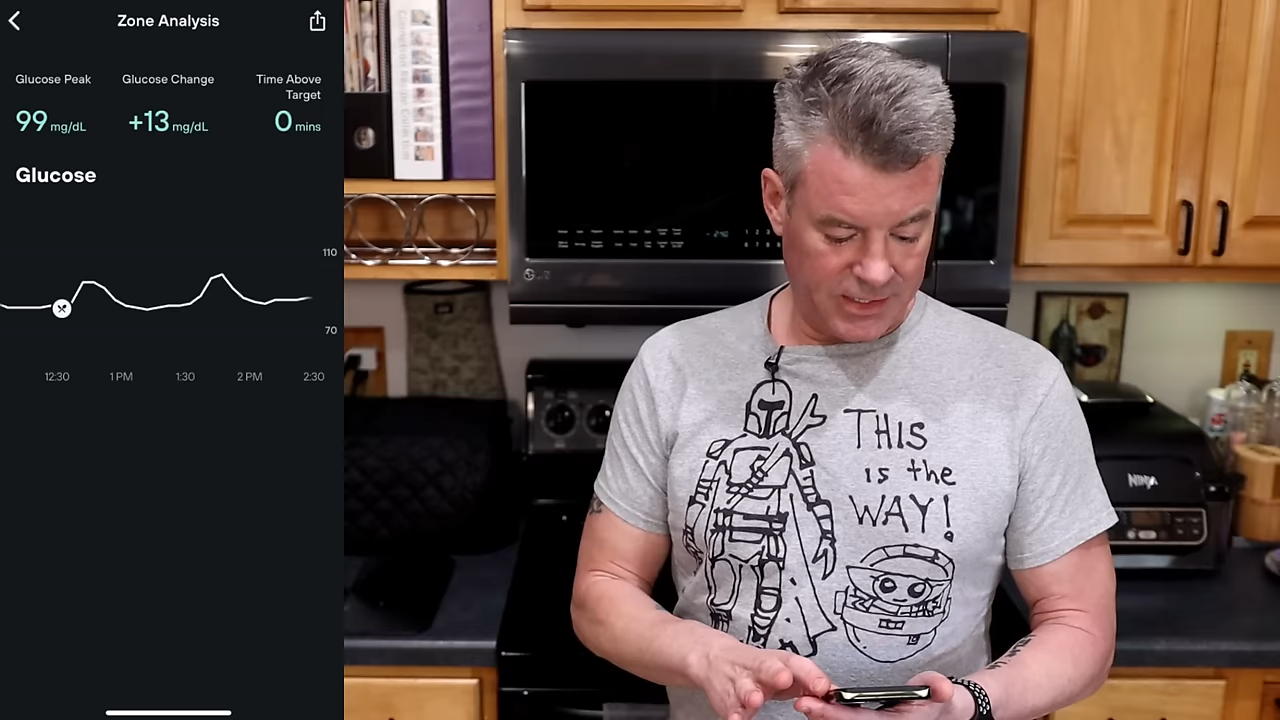 Zone Analysis
Glucose Peak
Glucose Change
Time Above
Target
99 mg/dL
+13 mg/dL
0 mins
Glucose
110
70
12:30
1 PM
1:30
2 PM
2:30
THIS
is the
WAY!
LG
NINJA